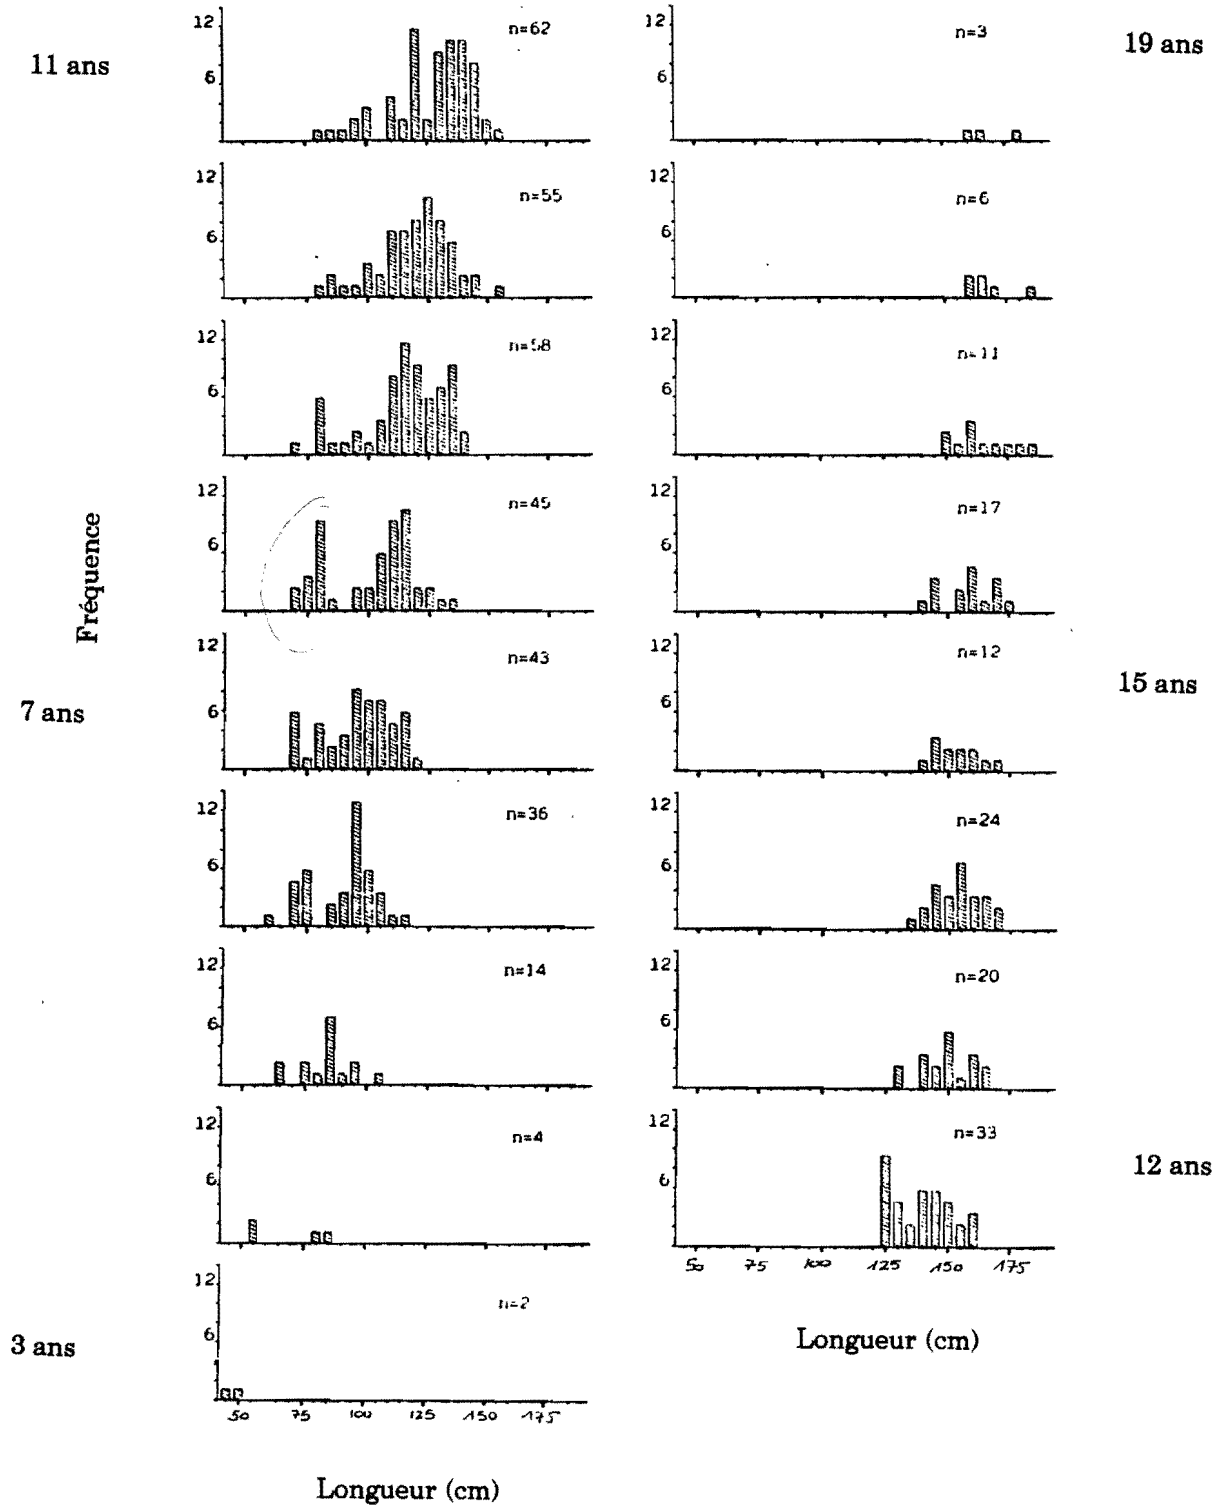 11 ans
12
6
n=62
12
6
n=55
12
6
n=58
Fréquence
12
6
n=45
7 ans
12
6
n=43
12
6
n=36
12
6
n=14
12
6
n=4
3 ans
12
6
n=2
50 75 100 125 150 175
Longueur (cm)
12
6
n=3
19 ans
12
6
n=6
12
6
n=11
12
6
n=17
15 ans
12
6
n=12
12
6
n=24
12
6
n=20
12 ans
12
6
n=33
50 75 100 125 150 175
Longueur (cm)